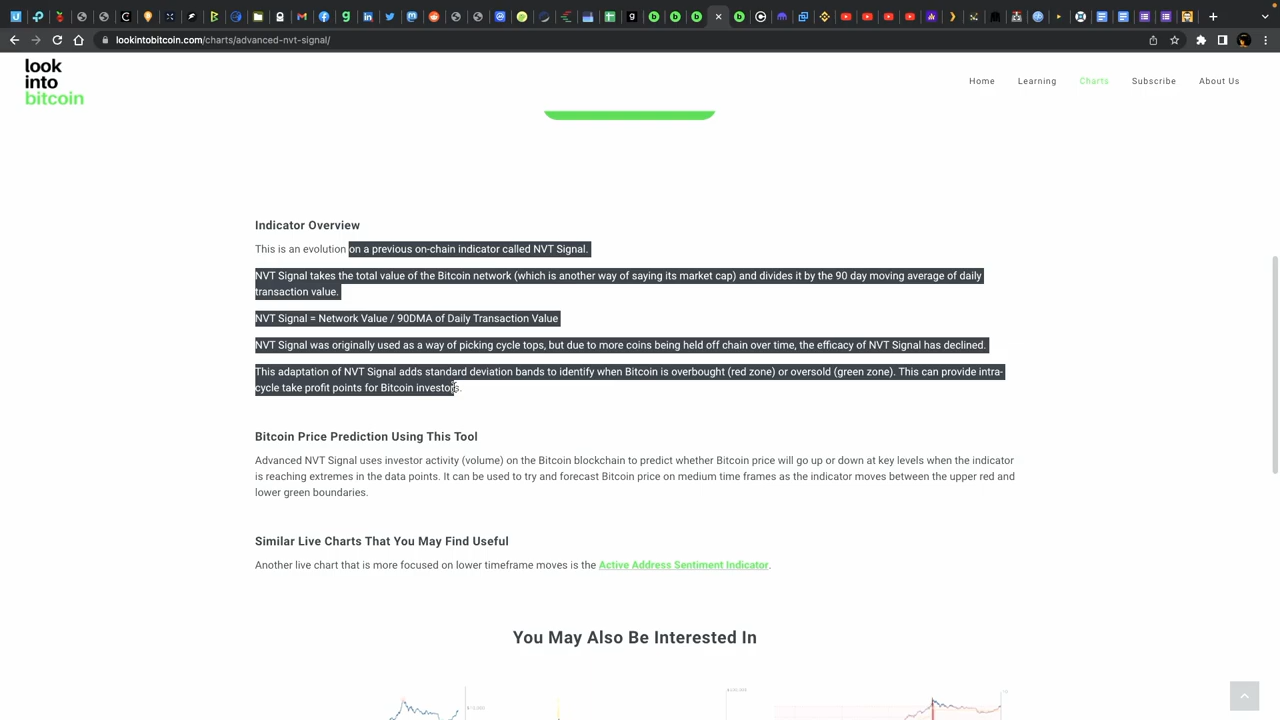 lookintobitcoin.com/charts/advanced-nvt-signal/
look
into
bitcoin
Home Learning Charts Subscribe About Us
Indicator Overview
This is an evolution on a previous on-chain indicator called NVT Signal.
NVT Signal takes the total value of the Bitcoin network (which is another way of saying its market cap) and divides it by the 90 day moving average of daily
transaction value.
NVT Signal = Network Value / 90DMA of Daily Transaction Value
NVT Signal was originally used as a way of picking cycle tops, but due to more coins being held off chain over time, the efficacy of NVT Signal has declined.
This adaptation of NVT Signal adds standard deviation bands to identify when Bitcoin is overbought (red zone) or oversold (green zone). This can provide intra-
cycle take profit points for Bitcoin investors.
Bitcoin Price Prediction Using This Tool
Advanced NVT Signal uses investor activity (volume) on the Bitcoin blockchain to predict whether Bitcoin price will go up or down at key levels when the indicator
is reaching extremes in the data points. It can be used to try and forecast Bitcoin price on medium time frames as the indicator moves between the upper red and
lower green boundaries.
Similar Live Charts That You May Find Useful
Another live chart that is more focused on lower timeframe moves is the Active Address Sentiment Indicator.
You May Also Be Interested In